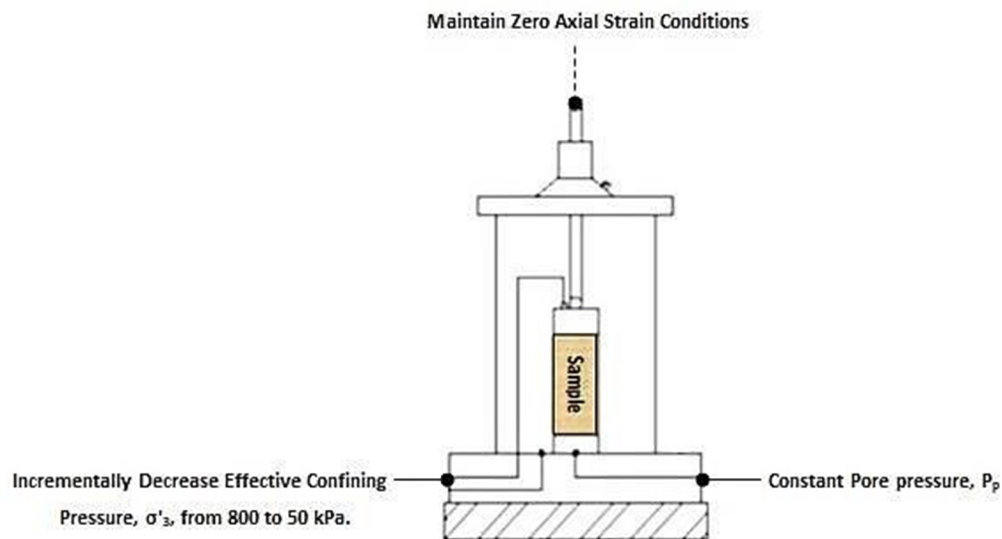 Maintain Zero Axial Strain Conditions
Sample
Incrementally Decrease Effective Confining
Pressure, σ'₃, from 800 to 50 kPa.
Constant Pore pressure, Pₚ